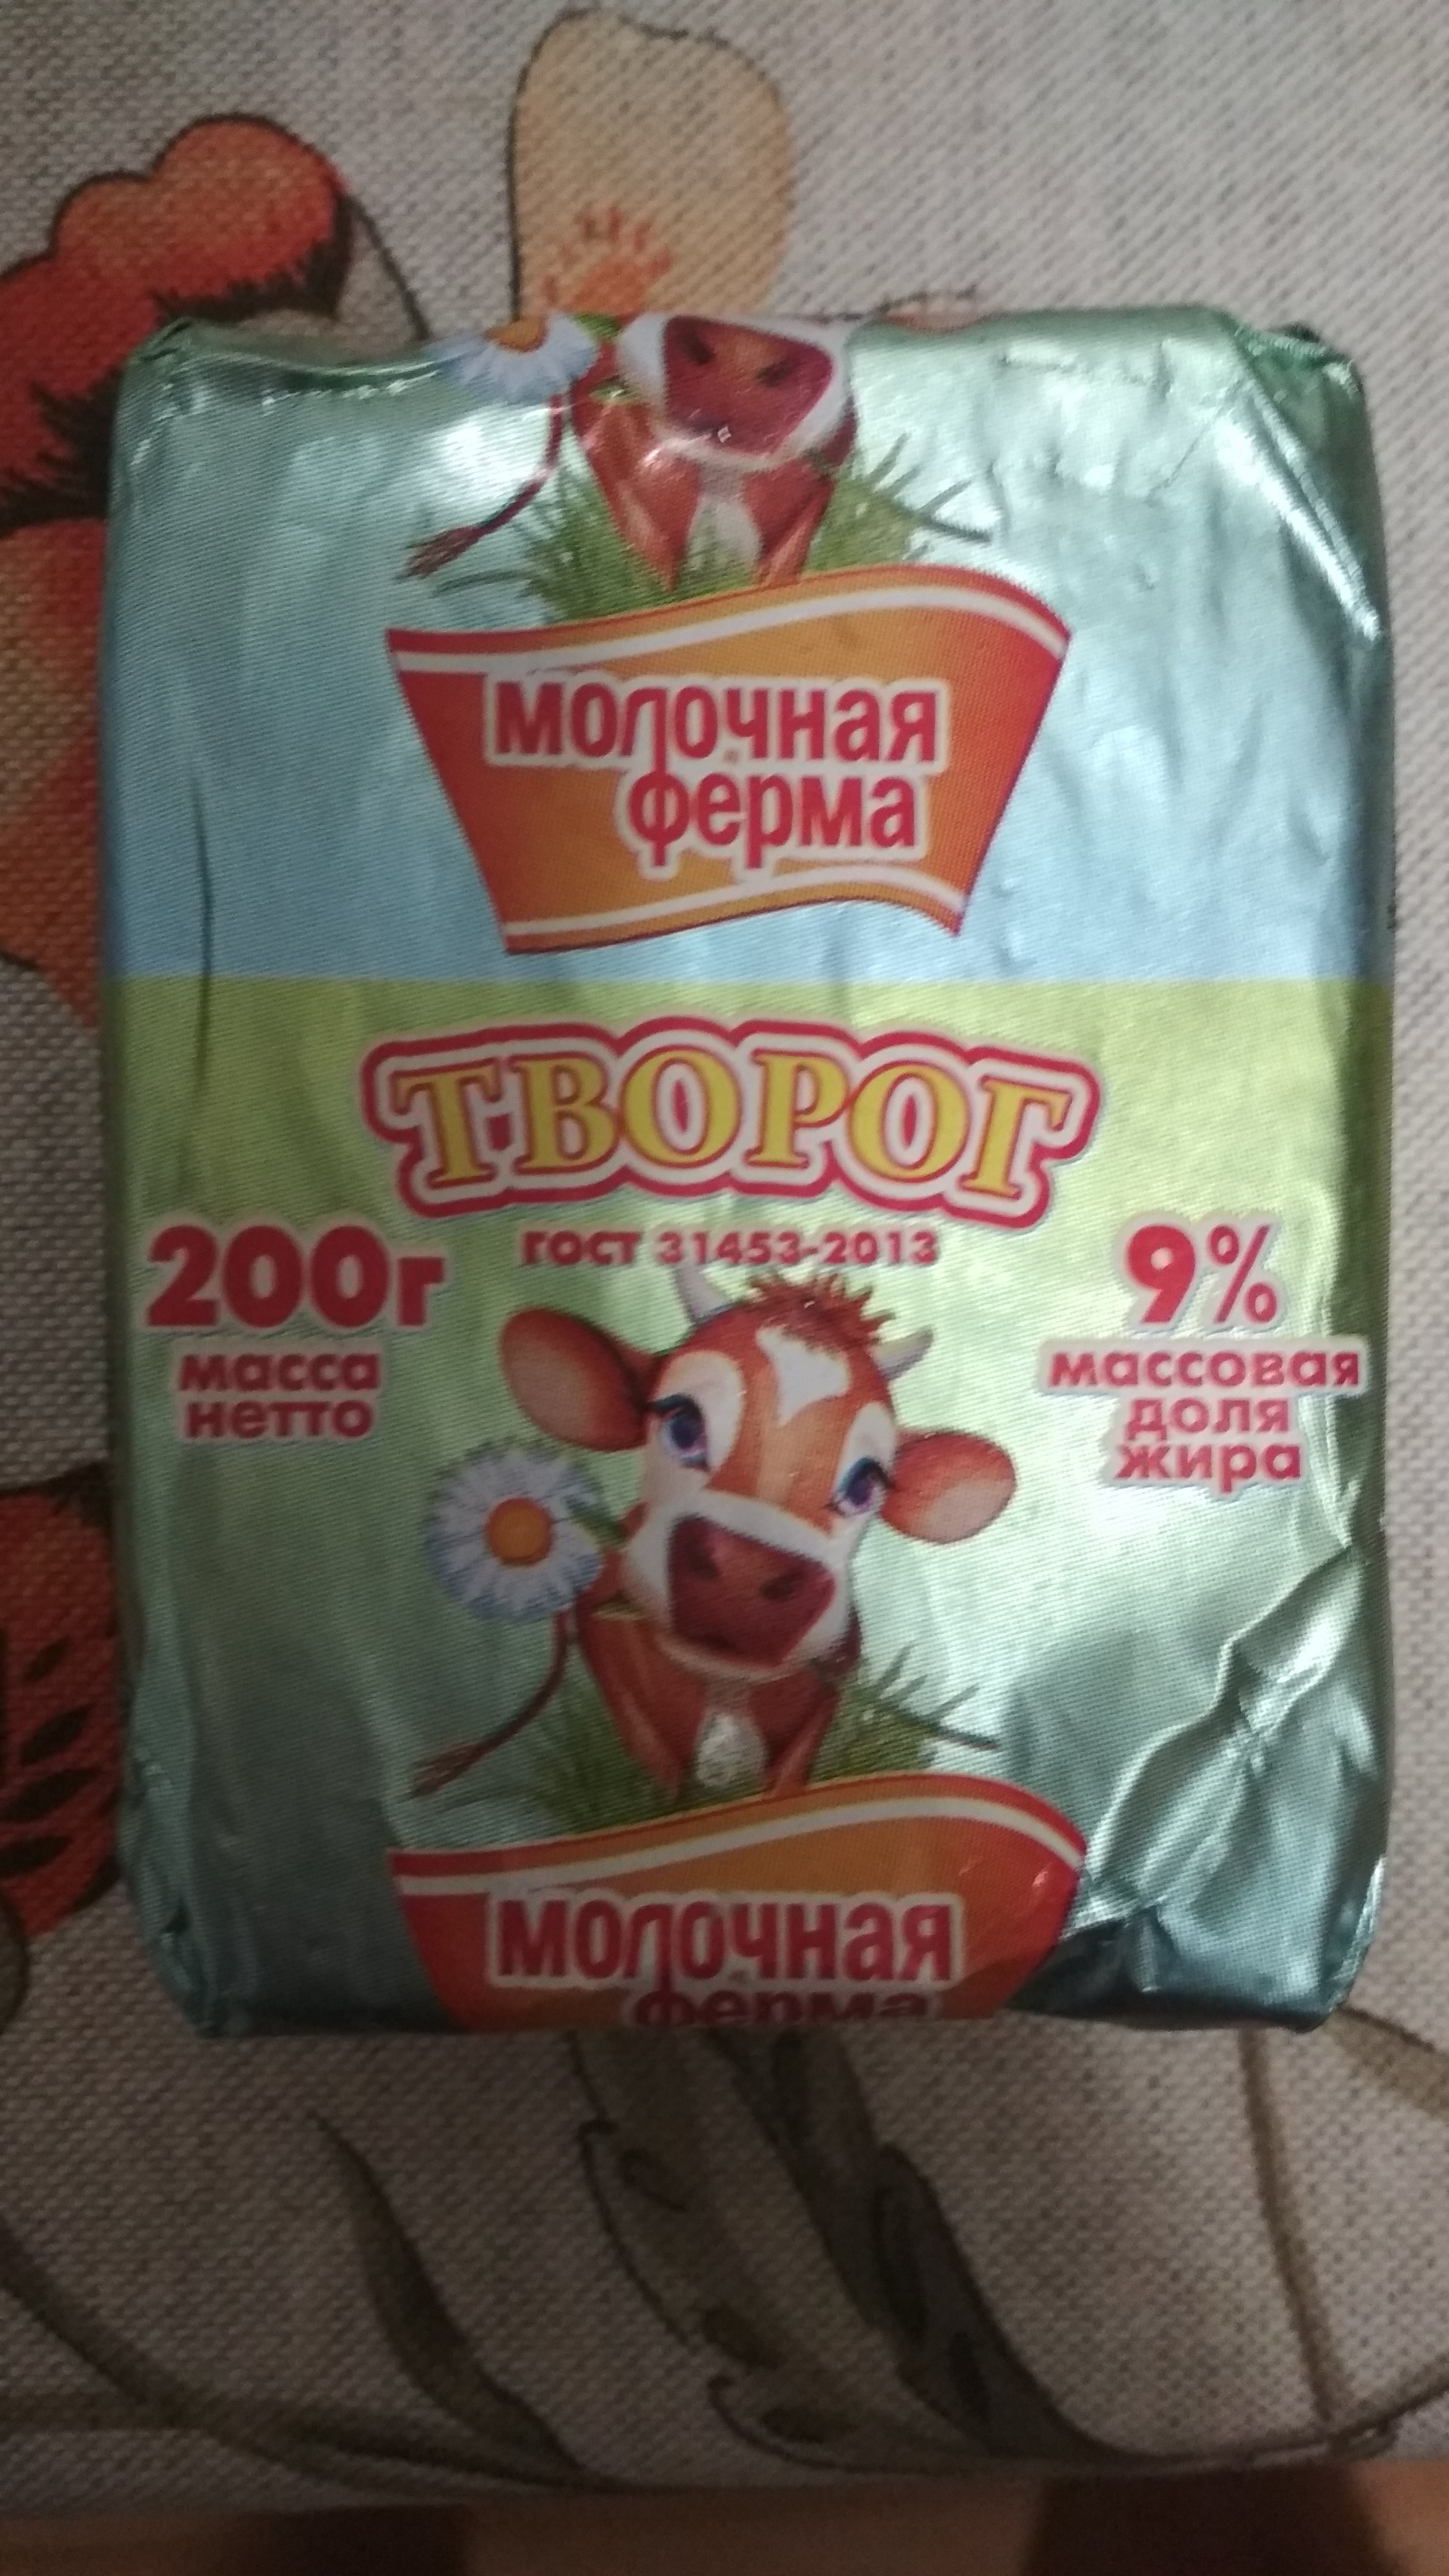 молочная
ферма
ТВОРОГ
ГОСТ 31453-2013
200г
масса
нетто
9%
массовая
доля
жира
молочная
ферма